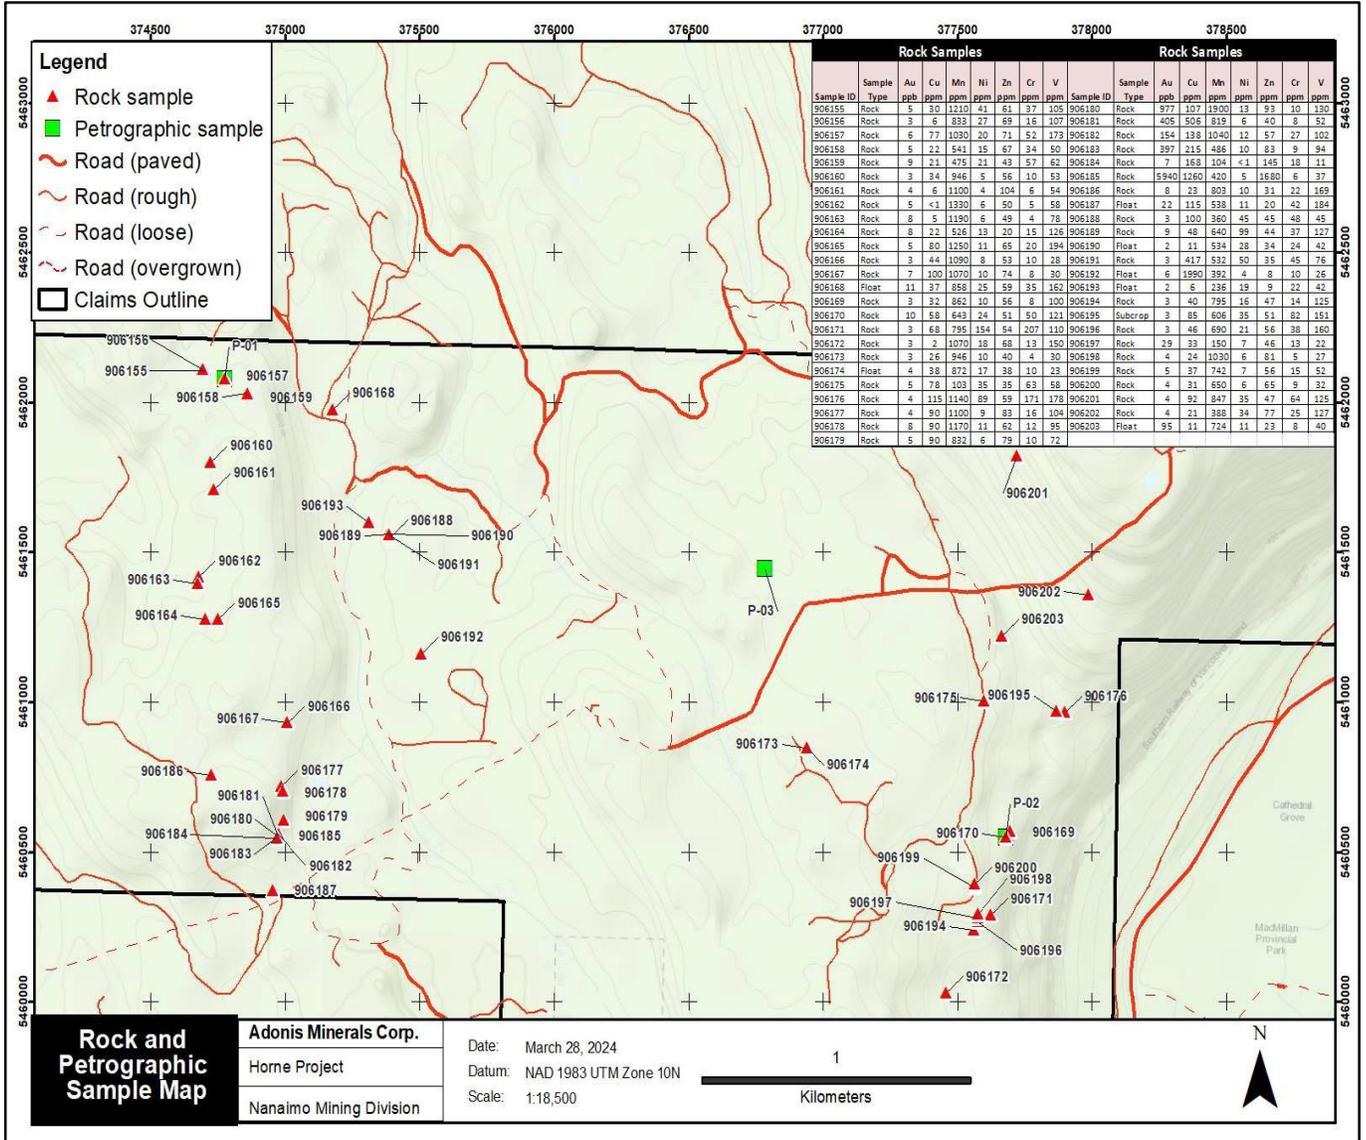 374500 375000 375500 376000 376500 377000 377500 378000 378500
5463000
5462500
5462000
5461500
5461000
5460500
5460000
Legend
Rock sample
Petrographic sample
Road (paved)
Road (rough)
Road (loose)
Road (overgrown)
Claims Outline
Rock Samples Rock Samples
Sample ID Sample Type Au ppb Cu ppm Mn ppm Ni ppm Zn ppm Cr ppm V ppm Sample ID Sample Type Au ppb Cu ppm Mn ppm Ni ppm Zn ppm Cr ppm V ppm
906155 Rock 5 30 1210 41 61 37 105 906180 Rock 977 107 1900 13 93 10 130
906156 Rock 3 6 833 27 69 16 107 906181 Rock 405 506 819 6 40 8 52
906157 Rock 6 77 1030 20 71 52 173 906182 Rock 154 138 1040 12 57 27 102
906158 Rock 5 22 541 15 67 34 50 906183 Rock 397 215 486 10 83 9 94
906159 Rock 9 21 475 21 43 57 62 906184 Rock 7 168 104 <1 145 18 11
906160 Rock 3 34 946 5 56 10 53 906185 Rock 5940 1260 420 5 1680 6 37
906161 Rock 4 6 1100 4 104 6 54 906186 Rock 8 23 803 10 31 22 169
906162 Rock 5 <1 1330 6 50 5 58 906187 Float 22 115 538 11 20 42 184
906163 Rock 8 5 1190 6 49 4 78 906188 Rock 3 100 360 45 45 48 45
906164 Rock 8 22 526 13 20 15 126 906189 Rock 9 48 640 99 44 37 127
906165 Rock 5 80 1250 11 65 20 194 906190 Float 2 11 534 28 34 24 42
906166 Rock 3 44 1090 8 53 10 28 906191 Rock 3 417 532 50 35 45 76
906167 Rock 7 100 1070 10 74 8 30 906192 Float 6 1990 392 4 8 10 26
906168 Float 11 37 858 25 59 35 162 906193 Float 2 6 236 19 9 22 42
906169 Rock 3 32 862 10 56 8 100 906194 Rock 3 40 795 16 47 14 125
906170 Rock 10 58 643 24 51 50 121 906195 Subcrop 3 85 606 35 51 82 151
906171 Rock 3 68 795 154 54 207 110 906196 Rock 3 46 690 21 56 38 160
906172 Rock 3 2 1070 18 68 13 150 906197 Rock 29 33 150 7 46 13 22
906173 Rock 3 26 946 10 40 4 30 906198 Rock 4 24 1030 6 81 5 27
906174 Float 4 38 872 17 38 10 23 906199 Rock 5 37 742 7 56 15 52
906175 Rock 5 78 103 35 35 63 58 906200 Rock 4 31 650 6 65 9 32
906176 Rock 4 115 1140 89 59 171 178 906201 Rock 4 92 847 35 47 64 125
906177 Rock 4 90 1100 9 83 16 104 906202 Rock 4 21 388 34 77 25 127
906178 Rock 8 90 1170 11 62 12 95 906203 Float 95 11 724 11 23 8 40
906179 Rock 5 90 832 6 79 10 72
5463000
5462500
5462000
5461500
5461000
5460500
5460000
906156
P-01
906155
906157
906158
906159
906168
906160
906161
906201
906193
906188
906189
906190
906191
906162
906163
P-03
906202
906164
906165
906203
906192
906175
906195
906176
906167
906166
906173
906174
906186
906177
906181
906178
P-02
906180
906179
906184
906185
906170
906169
906183
906182
906199
906200
906198
906187
906197
906171
906194
906196
906172
Southern Railway of Vancouver Island
Cathedral
Grove
MacMillan
Provincial
Park
Rock and
Petrographic
Sample Map
Adonis Minerals Corp.
Horne Project
Nanaimo Mining Division
Date: March 28, 2024
Datum: NAD 1983 UTM Zone 10N
Scale: 1:18,500
1
Kilometers
N